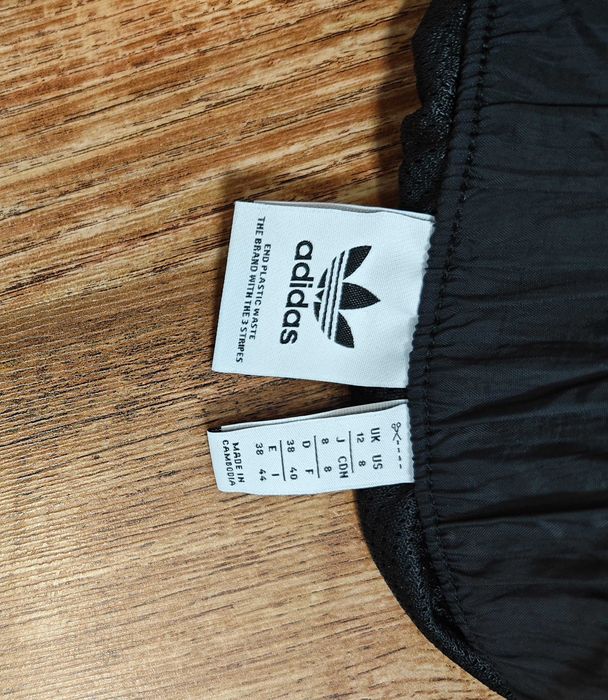 adidas
END PLASTIC WASTE
THE BRAND WITH THE 3 STRIPES
UK US
12 8
J CDN
8 8
D F
38 40
E I
38 44
MADE IN
CAMBODIA